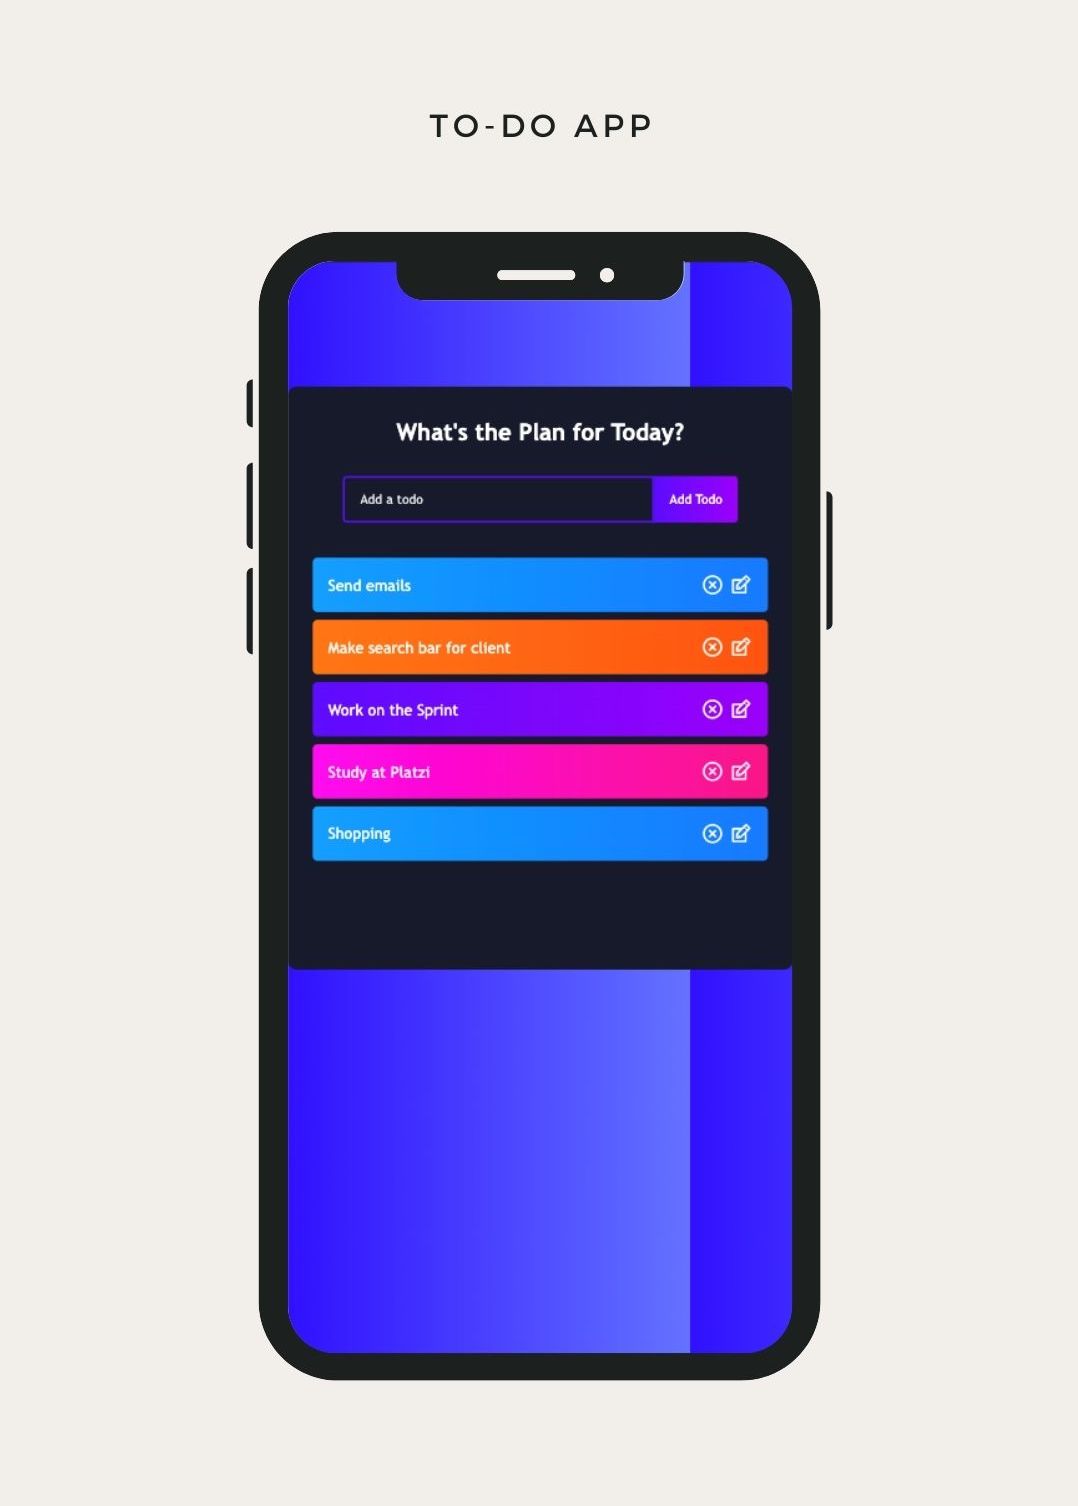 TO-DO APP
What's the Plan for Today?
Add a todo
Add Todo
Send emails
Make search bar for client
Work on the Sprint
Study at Platzi
Shopping